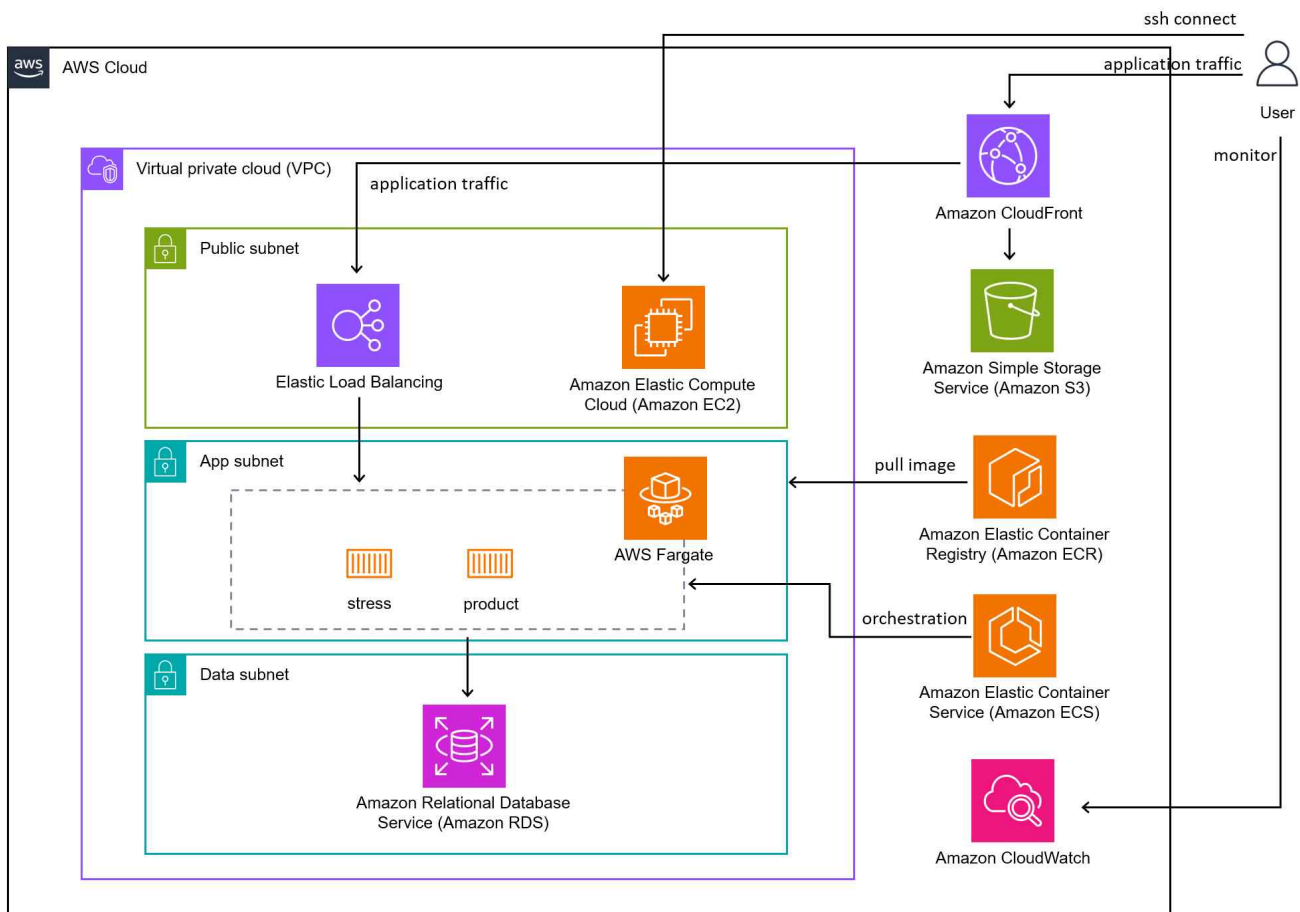 ssh connect
aws
AWS Cloud
application traffic
User
monitor
Virtual private cloud (VPC)
application traffic
Amazon CloudFront
Public subnet
Elastic Load Balancing
Amazon Elastic Compute
Cloud (Amazon EC2)
Amazon Simple Storage
Service (Amazon S3)
App subnet
pull image
AWS Fargate
Amazon Elastic Container
Registry (Amazon ECR)
stress
product
orchestration
Data subnet
Amazon Elastic Container
Service (Amazon ECS)
Amazon Relational Database
Service (Amazon RDS)
Amazon CloudWatch